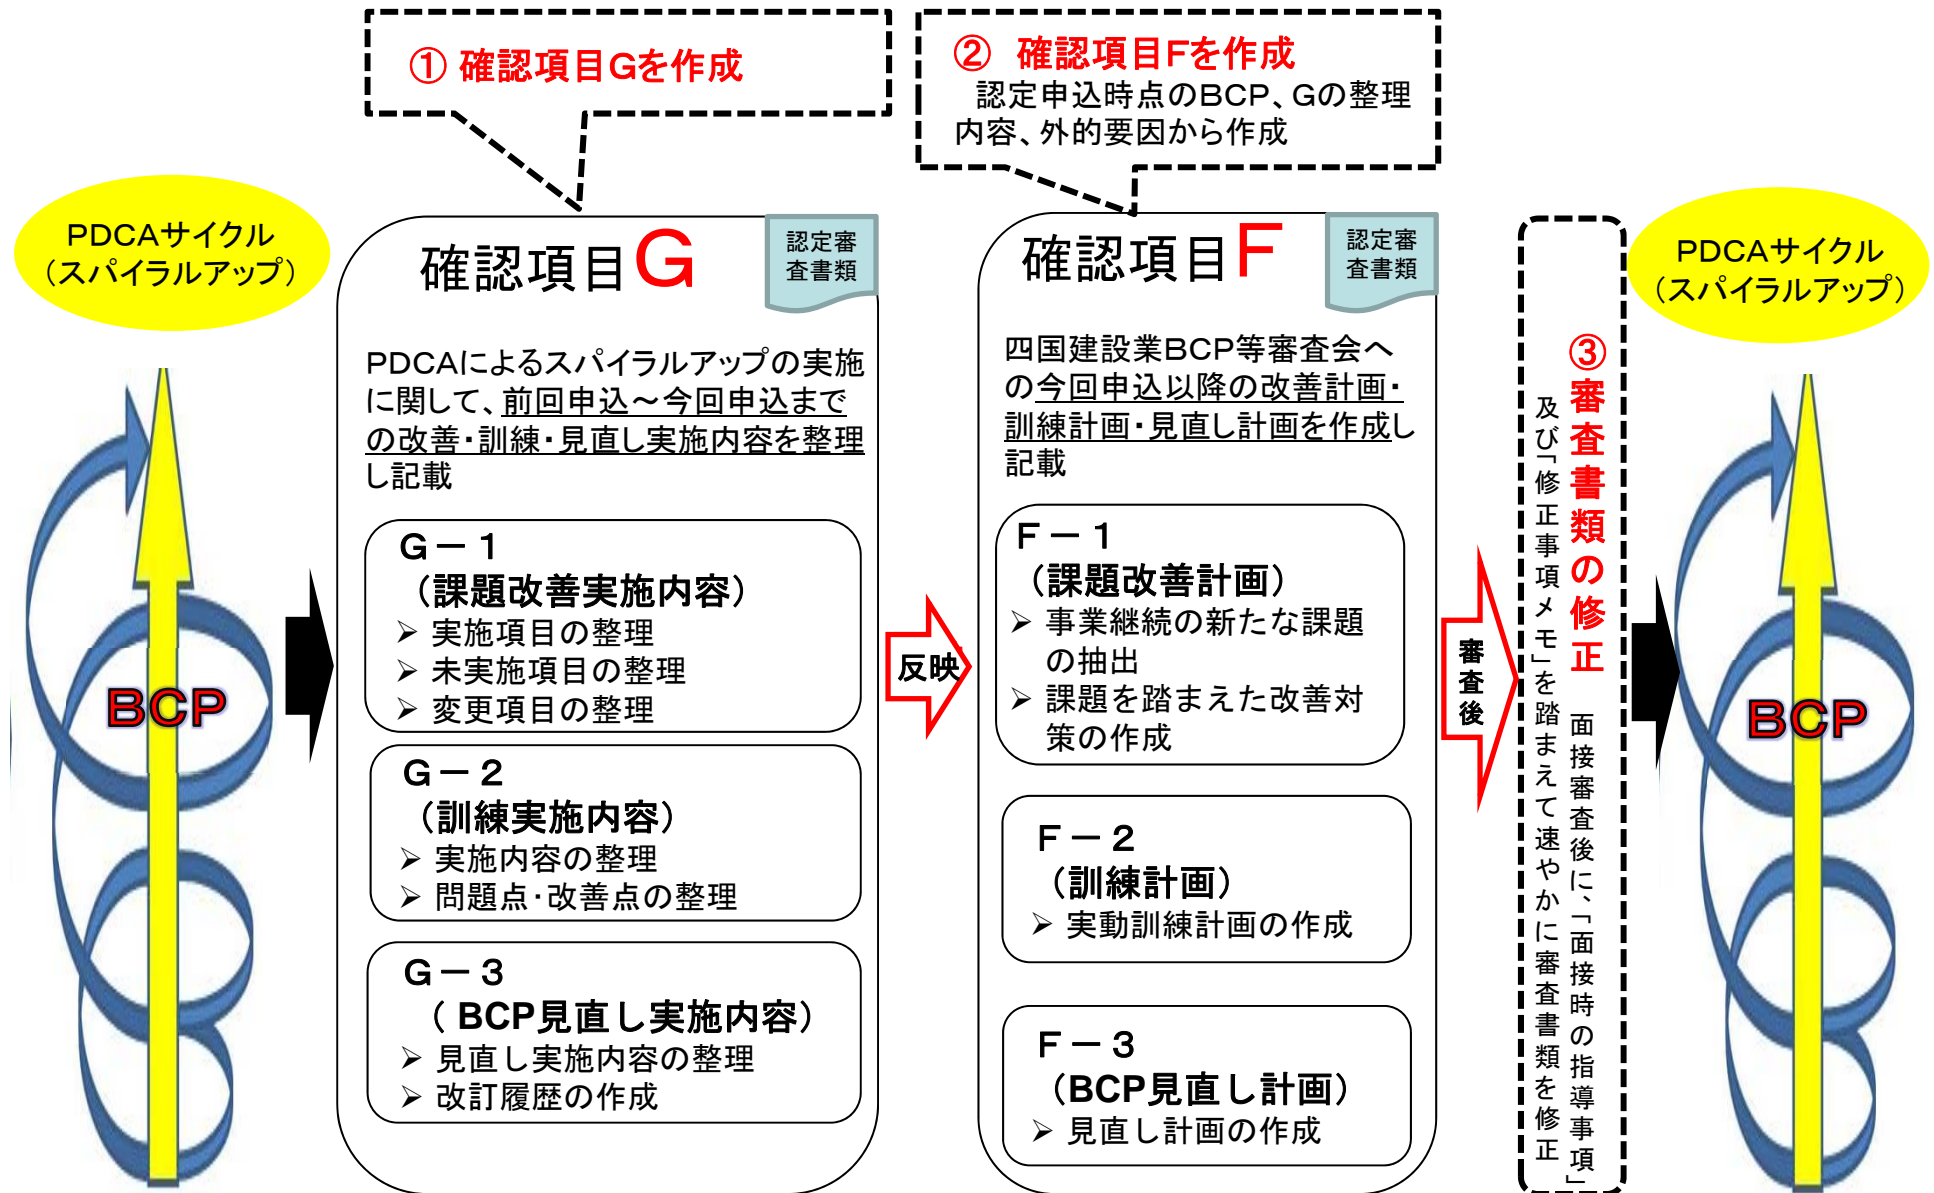 ① 確認項目Gを作成
② 確認項目Fを作成
認定申込時点のBCP、Gの整理
内容、外的要因から作成
PDCAサイクル
（スパイラルアップ）
BCP
確認項目G
認定審
査書類
PDCAによるスパイラルアップの実施
に関して、前回申込～今回申込まで
の改善・訓練・見直し実施内容を整理
し記載
G－1
（課題改善実施内容）
➢ 実施項目の整理
➢ 未実施項目の整理
➢ 変更項目の整理
G－2
（訓練実施内容）
➢ 実施内容の整理
➢ 問題点・改善点の整理
G－3
（BCP見直し実施内容）
➢ 見直し実施内容の整理
➢ 改訂履歴の作成
反映
確認項目F
認定審
査書類
四国建設業BCP等審査会へ
の今回申込以降の改善計画・
訓練計画・見直し計画を作成し
記載
F－1
（課題改善計画）
➢ 事業継続の新たな課題
の抽出
➢ 課題を踏まえた改善対
策の作成
F－2
（訓練計画）
➢ 実動訓練計画の作成
F－3
（BCP見直し計画）
➢ 見直し計画の作成
審査後
③審査書類の修正 面接審査後に、「面接時の指導事項」
及び「修正事項メモ」を踏まえて速やかに審査書類を修正
PDCAサイクル
（スパイラルアップ）
BCP